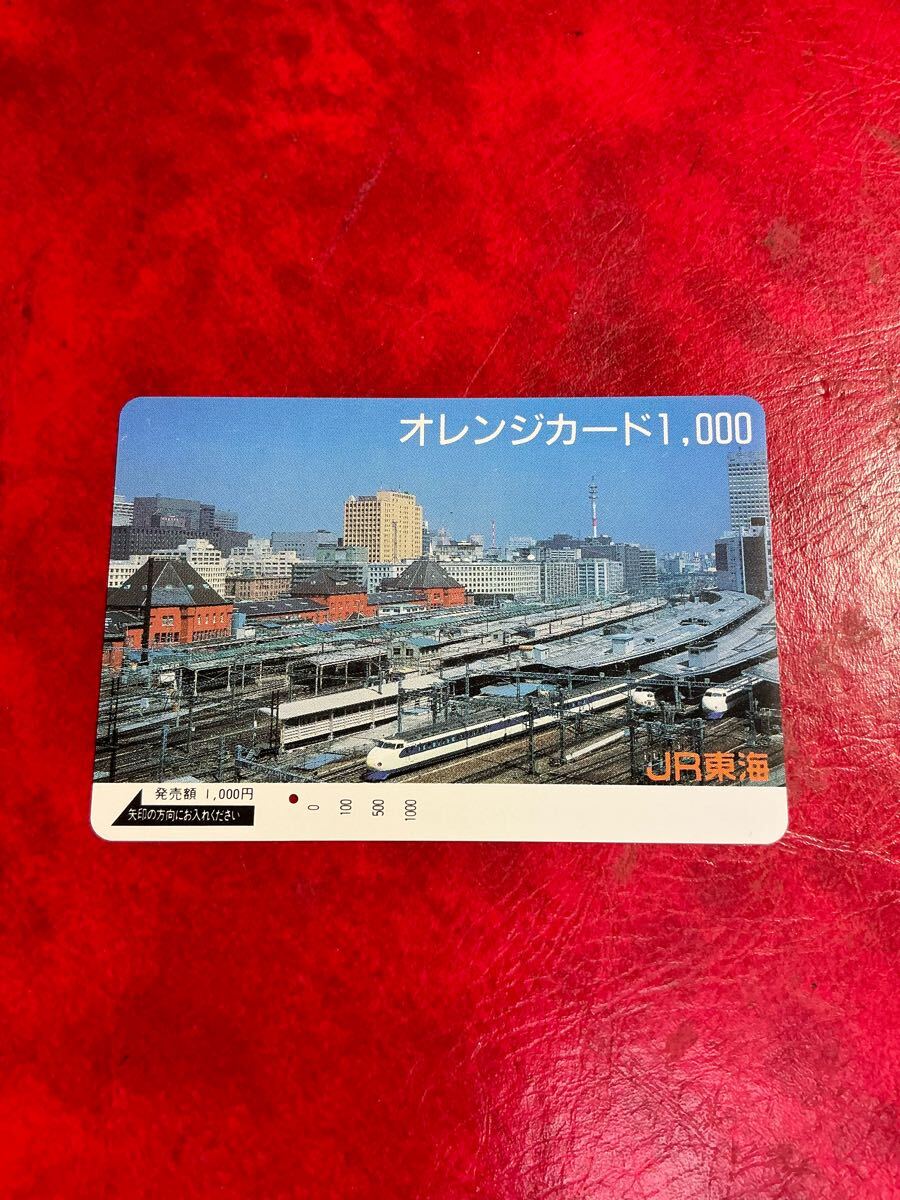 オレンジカード1,000
JR東海
発売額 1,000円
矢印の方向にお入れください
0 100 500 1000